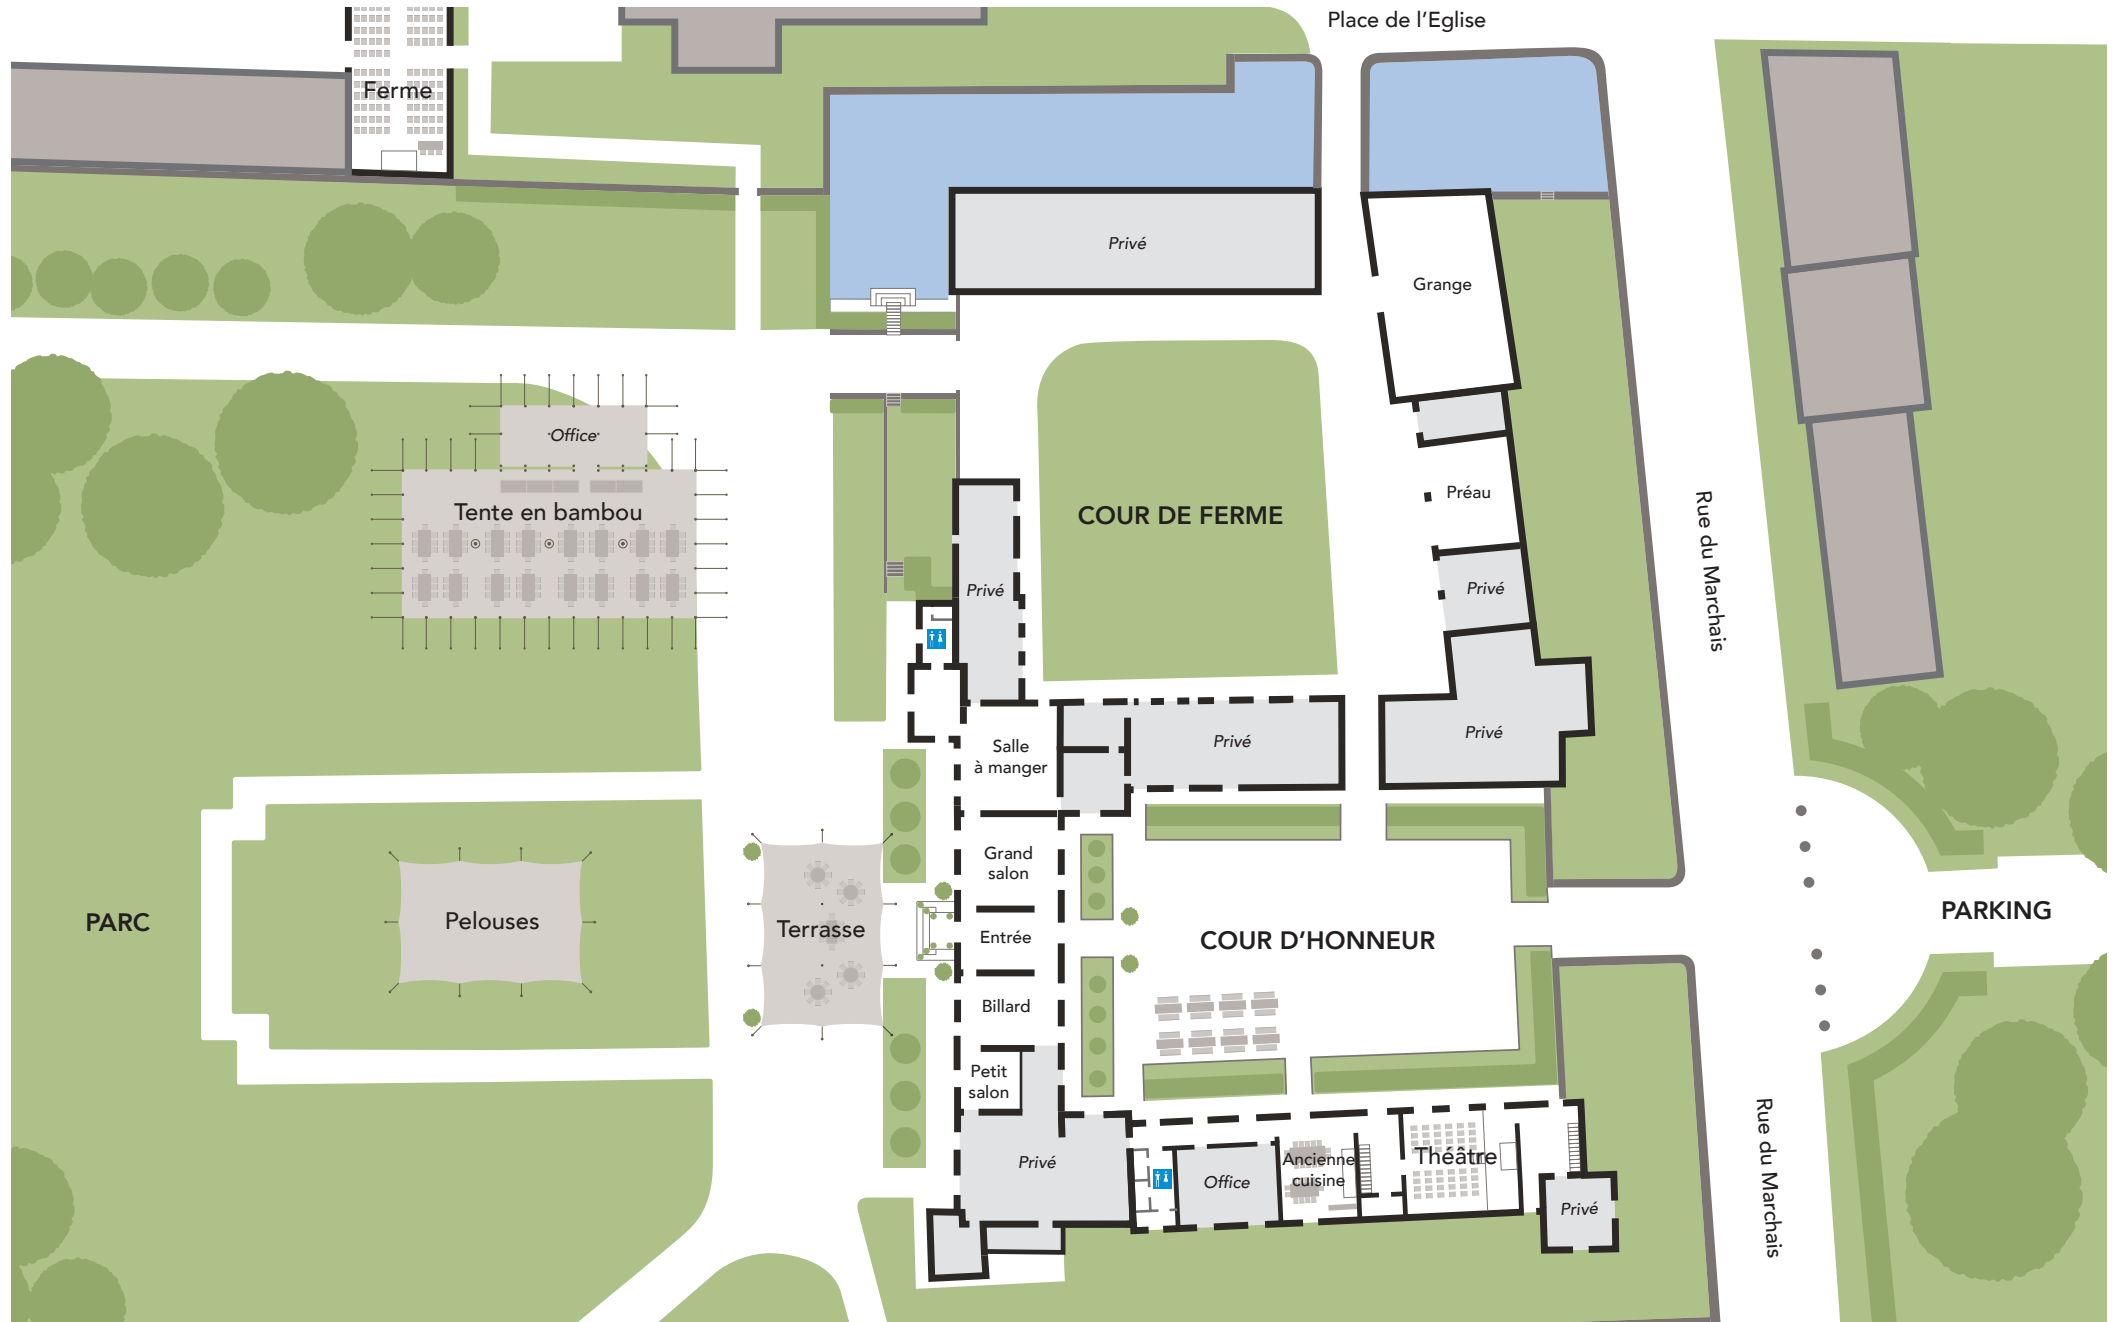 Place de l'Eglise
Ferme
Privé
Grange
Office
Tente en bambou
COUR DE FERME
Préau
Rue du Marchais
Privé
Privé
Salle
à manger
Privé
Privé
Grand
salon
PARC
Pelouses
Terrasse
Entrée
COUR D'HONNEUR
PARKING
Billard
Petit
salon
Privé
Office
Ancienne
cuisine
Théâtre
Privé
Rue du Marchais